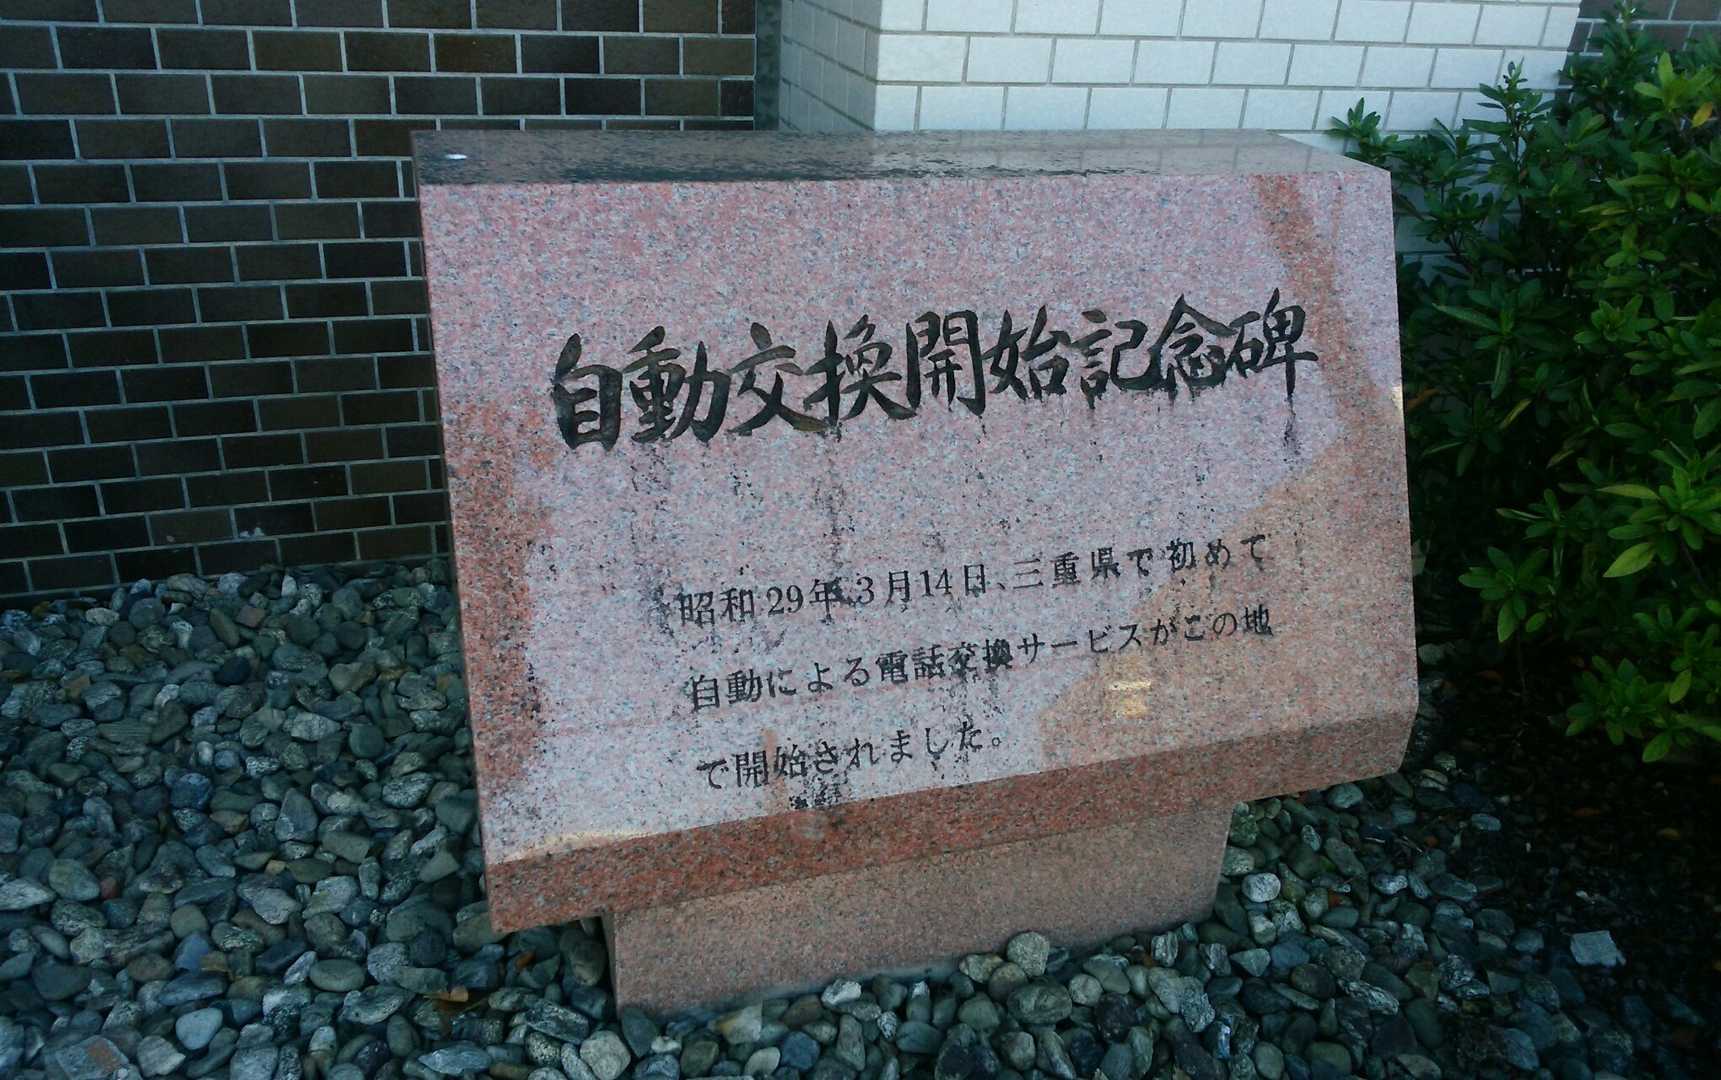 自動交換開始記念碑
昭和29年3月14日、三重県で初めて
自動による電話交換サービスがこの地
で開始されました。